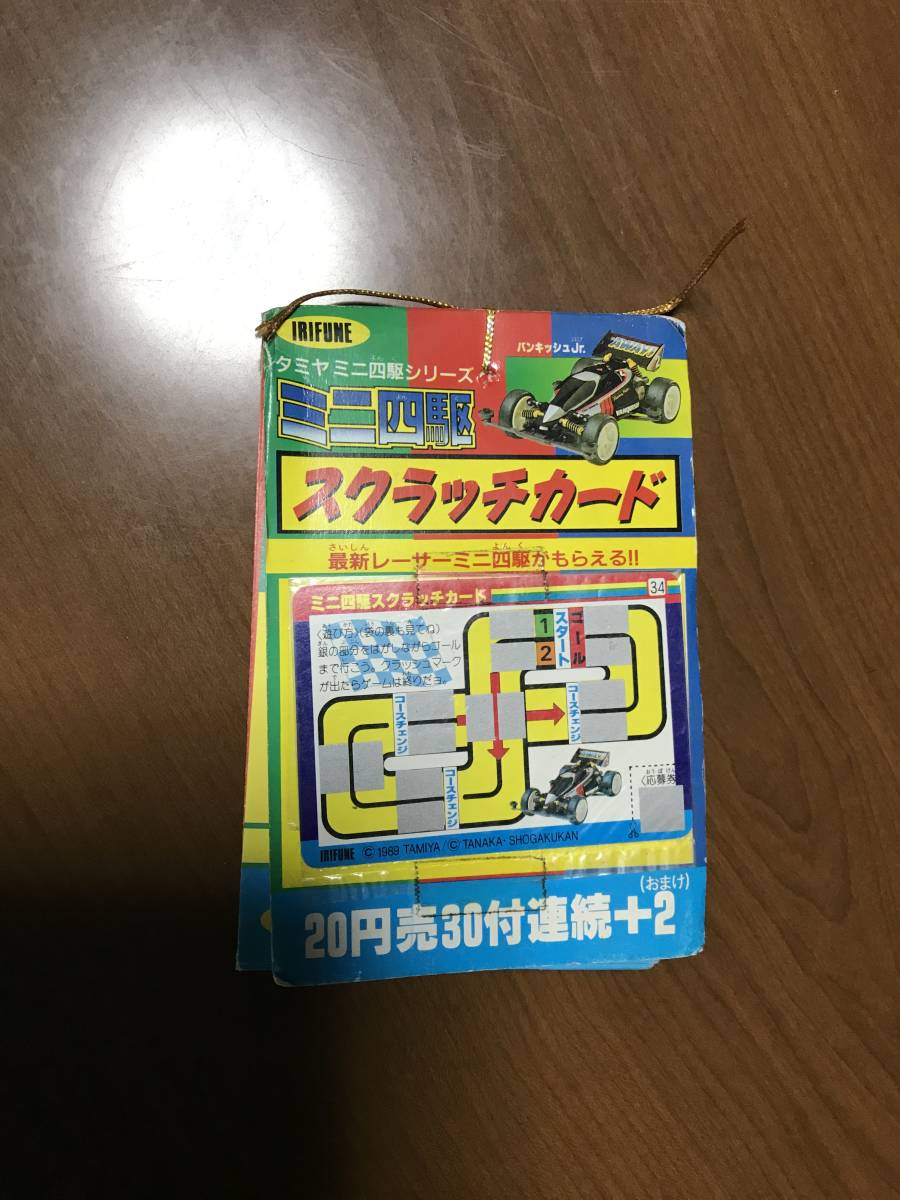 IRIFUNE
バンキッシュJr.
タミヤ ミニ四駆シリーズ
ミニ四駆
スクラッチカード
最新レーサーミニ四駆がもらえる!!
ミニ四駆スクラッチカード
34
〈遊び方〉(袋の裏も見てね)
銀の部分をはがしながらゴール
まで行こう。クラッシュマーク
が出たらゲームは終りだヨ。
1
2
スタート
ゴール
コースチェンジ
コースチェンジ
コースチェンジ
〈応募券〉
IRIFUNE © 1989 TAMIYA/© TANAKA・SHOGAKUKAN
(おまけ)
20円売30付連続+2